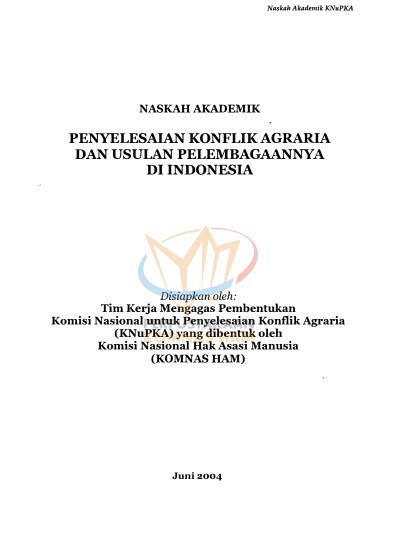 Naskah Akademik KNuPKA
NASKAH AKADEMIK
PENYELESAIAN KONFLIK AGRARIA
DAN USULAN PELEMBAGAANNYA
DI INDONESIA
Disiapkan oleh:
Tim Kerja Mengagas Pembentukan
Komisi Nasional untuk Penyelesaian Konflik Agraria
PERPUSTAKAAN
(KNuPKA) yang dibentuk oleh
Komisi Nasional Hak Asasi Manusia
(KOMNAS HAM)
Juni 2004